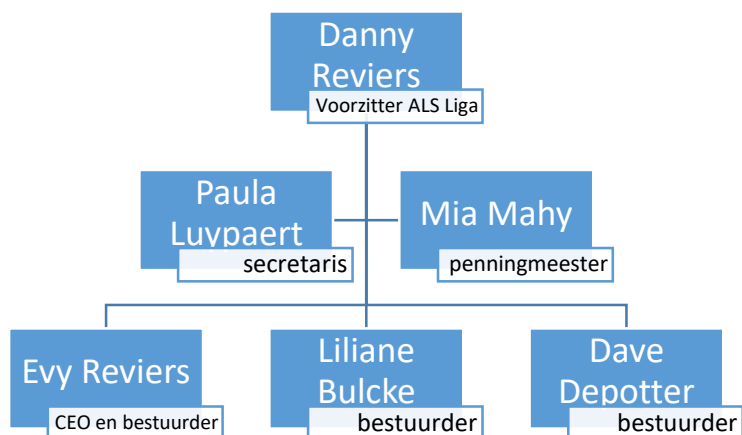 Danny
Reviers
Voorzitter ALS Liga
Paula
Luypaert
secretaris
Mia Mahy
penningmeester
Evy Reviers
CEO en bestuurder
Liliane
Bulcke
bestuurder
Dave
Depotter
bestuurder